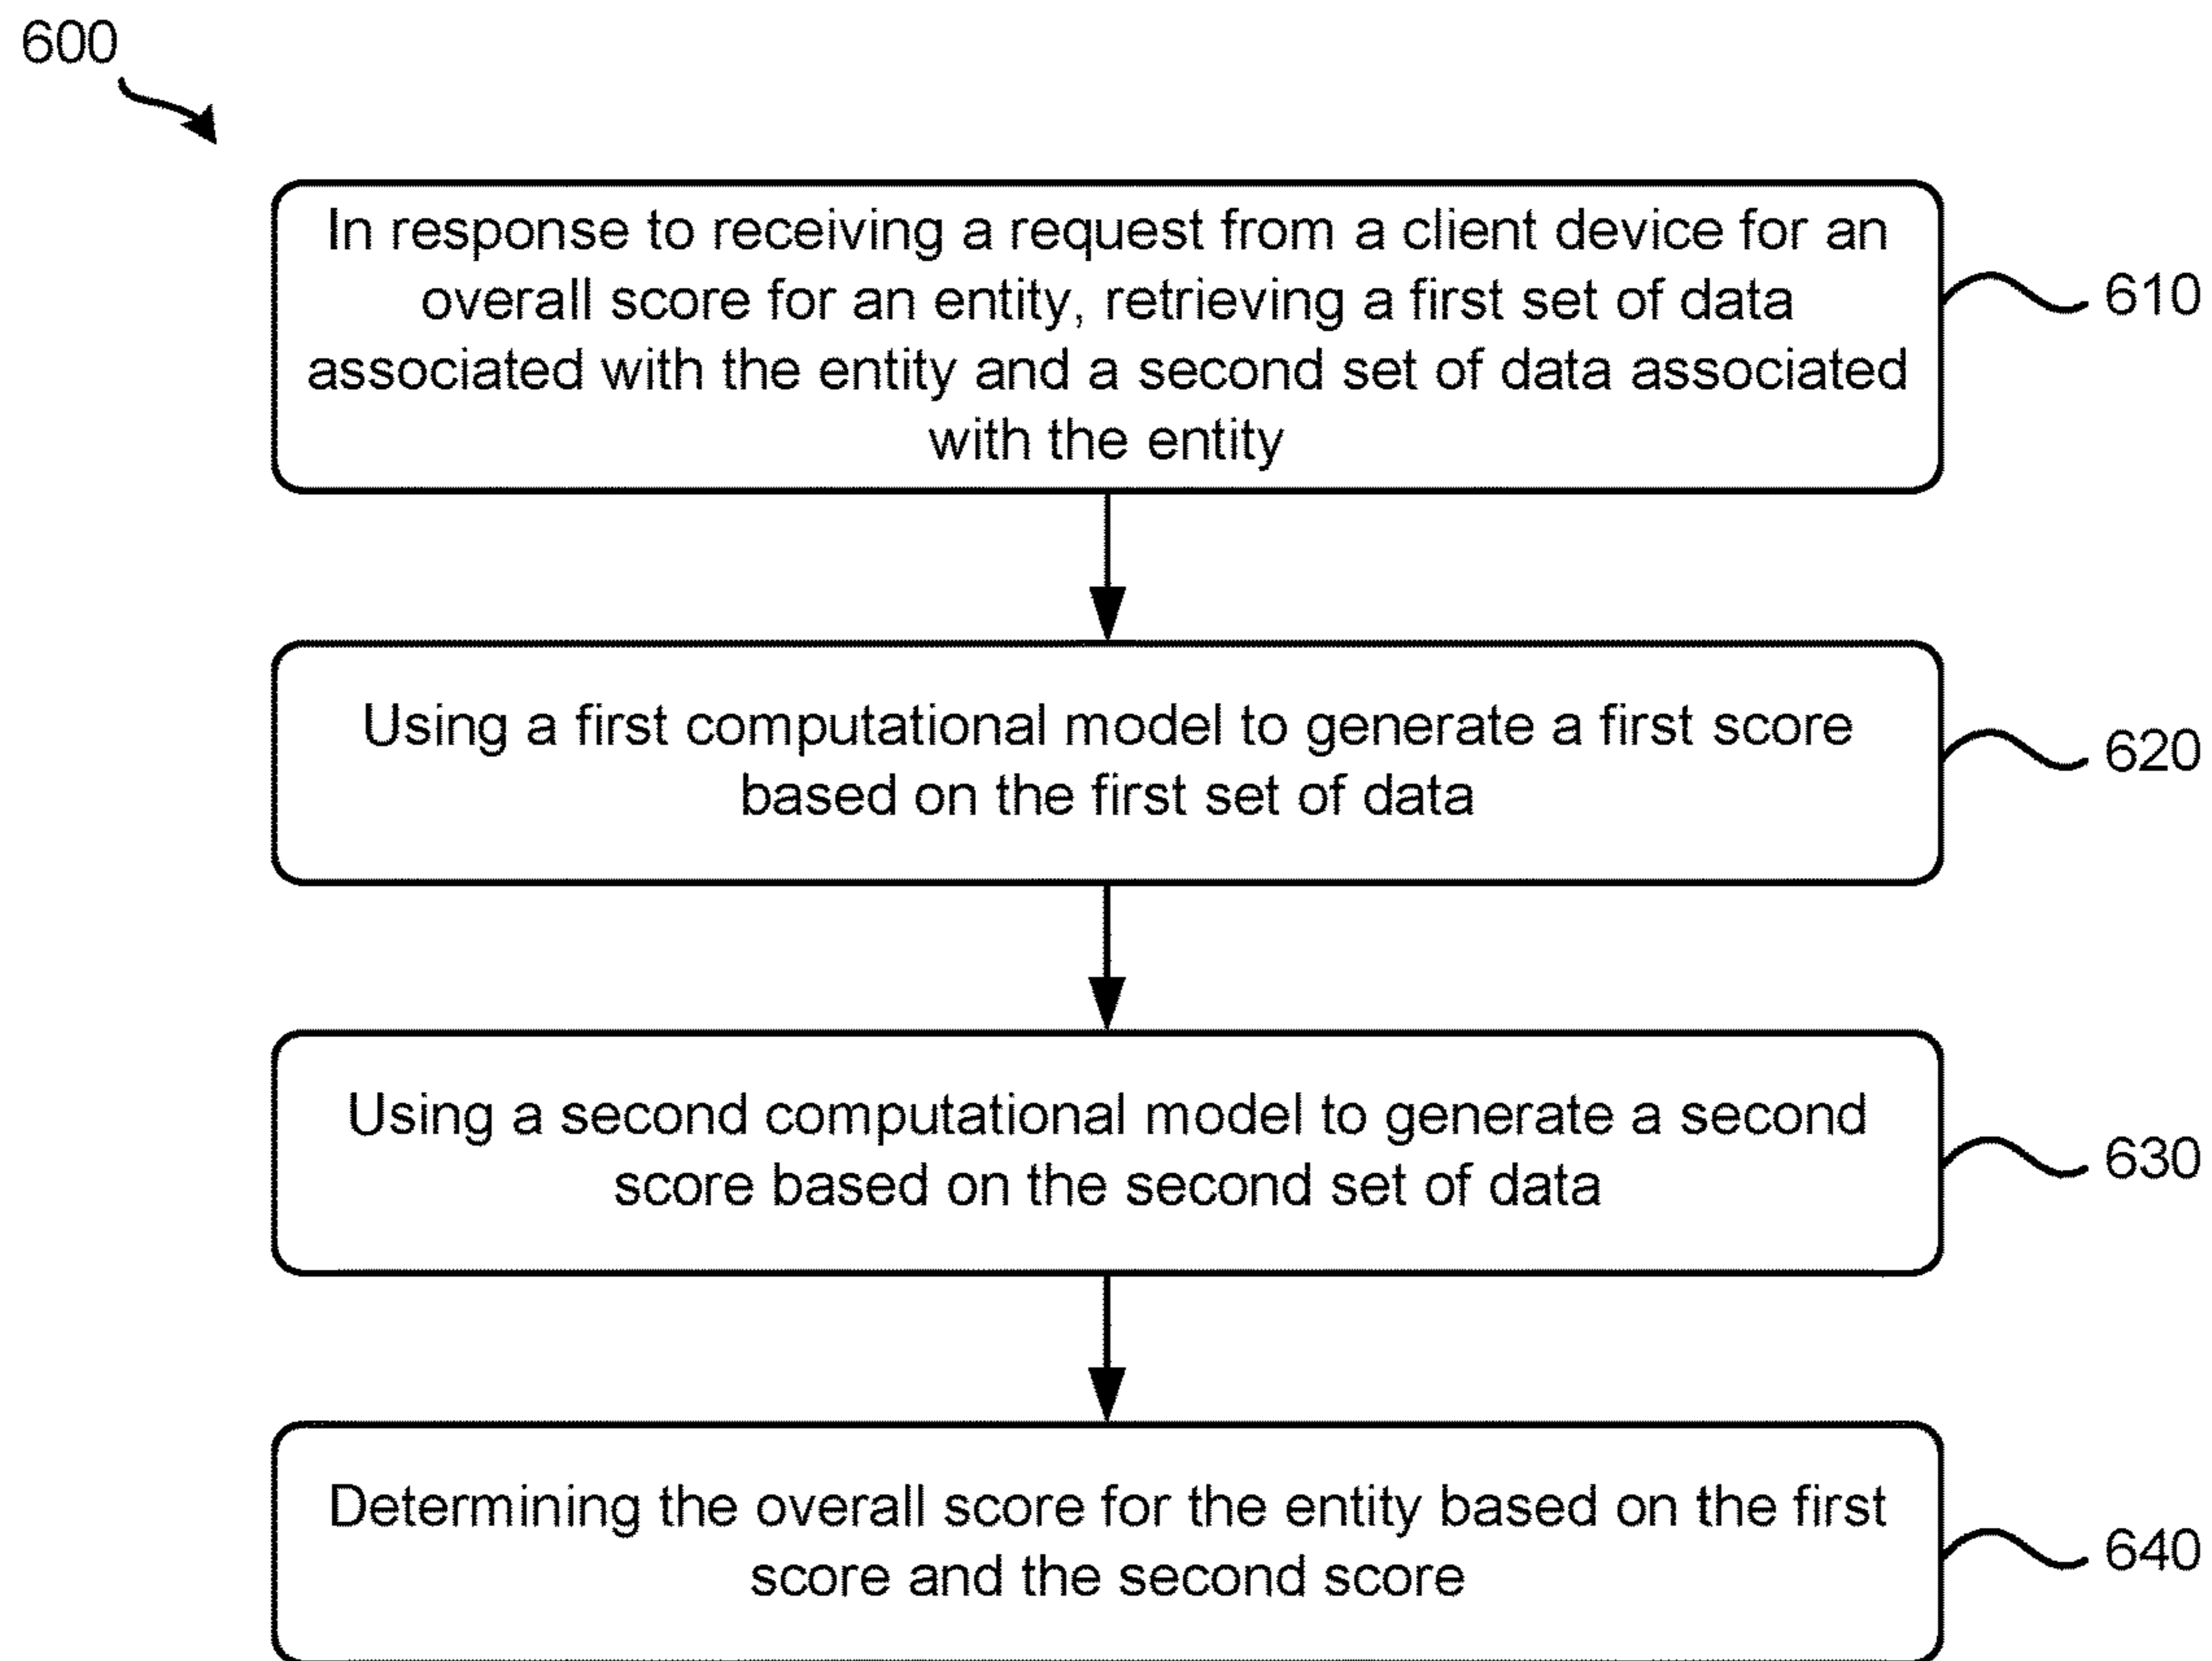 600
In response to receiving a request from a client device for an
overall score for an entity, retrieving a first set of data
associated with the entity and a second set of data associated
with the entity
610
Using a first computational model to generate a first score
based on the first set of data
620
Using a second computational model to generate a second
score based on the second set of data
630
Determining the overall score for the entity based on the first
score and the second score
640